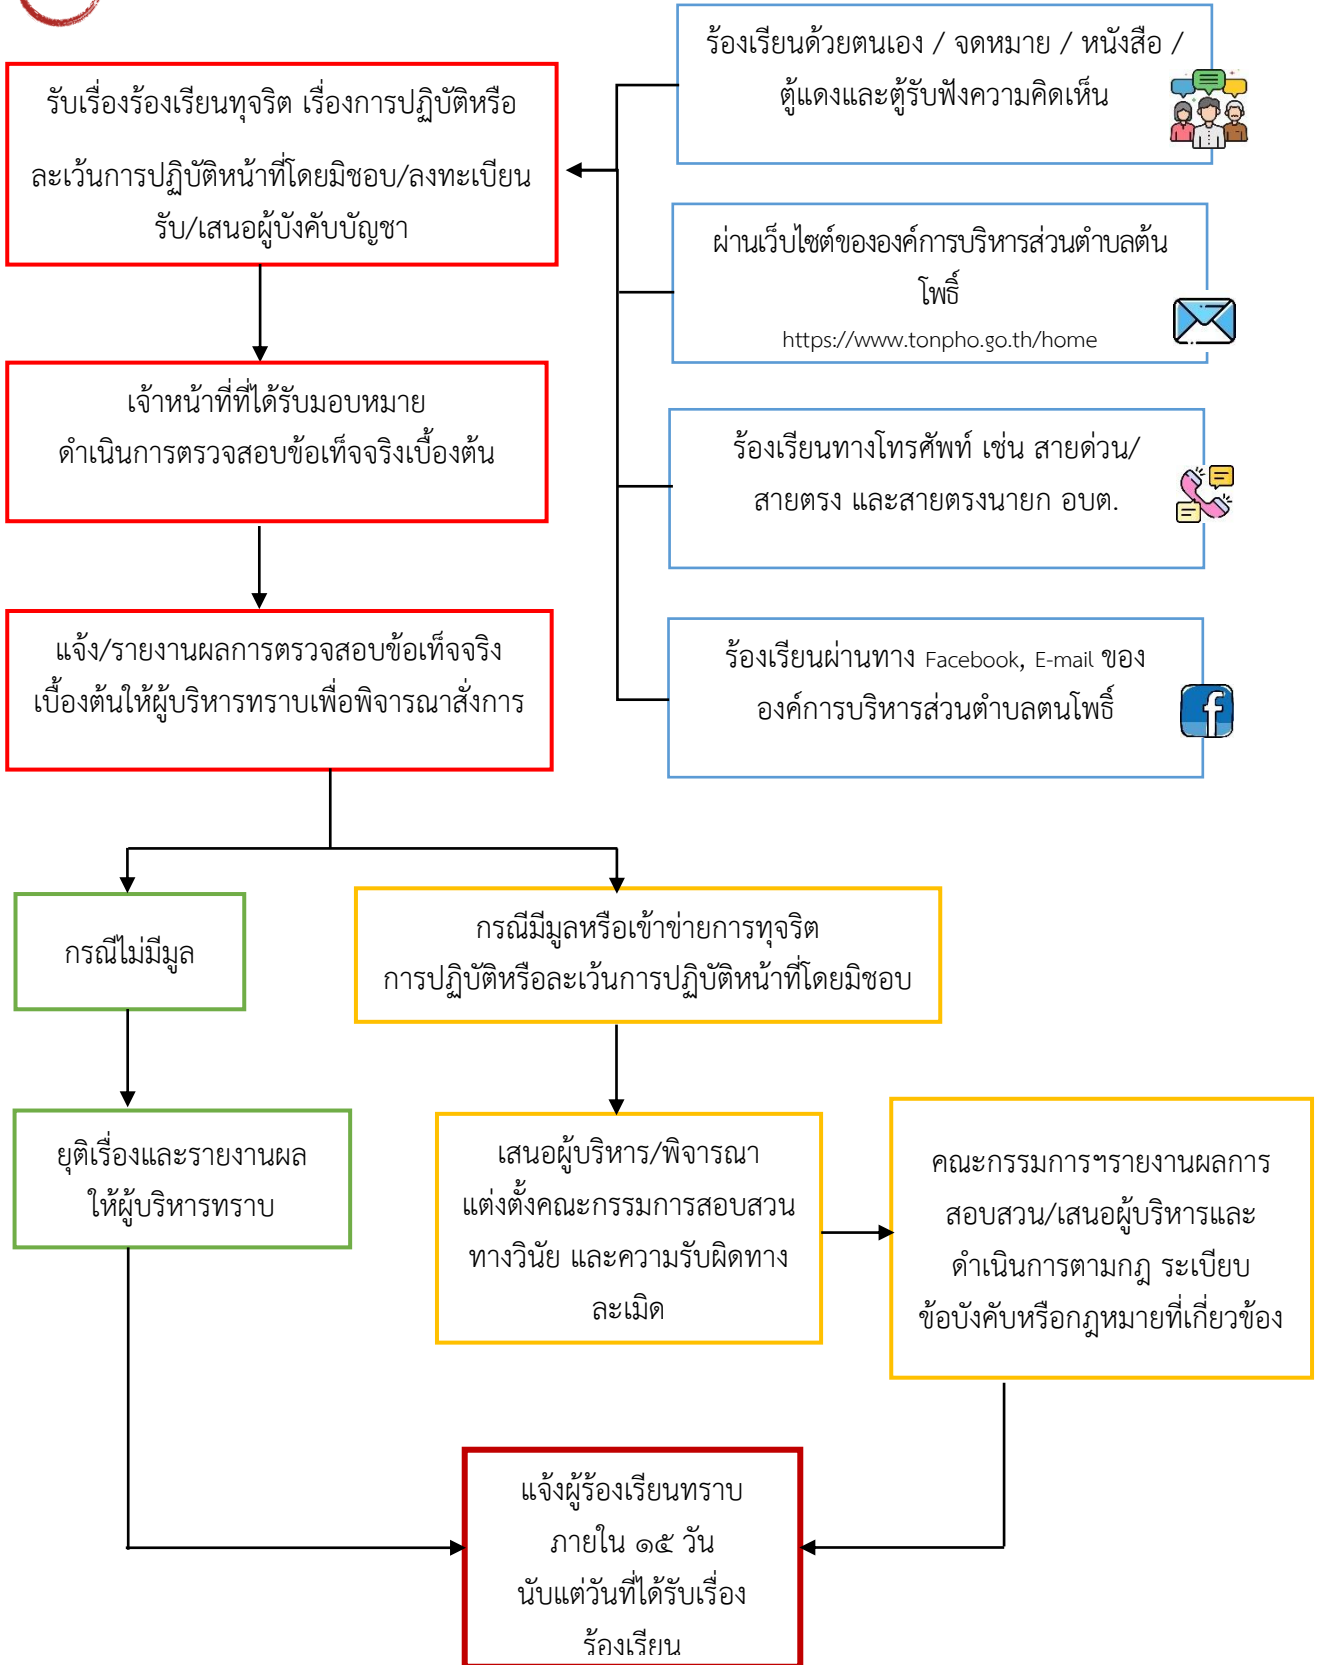 รับเรื่องร้องเรียนทุจริต เรื่องการปฏิบัติหรือ
ละเว้นการปฏิบัติหน้าที่โดยมิชอบ/ลงทะเบียน
รับ/เสนอผู้บังคับบัญชา
ร้องเรียนด้วยตนเอง / จดหมาย / หนังสือ /
ตู้แดงและตู้รับฟังความคิดเห็น
ผ่านเว็บไซต์ขององค์การบริหารส่วนตำบลต้น
โพธิ์
https://www.tonpho.go.th/home
ร้องเรียนทางโทรศัพท์ เช่น สายด่วน/
สายตรง และสายตรงนายก อบต.
ร้องเรียนผ่านทาง Facebook, E-mail ของ
องค์การบริหารส่วนตำบลตนโพธิ์
เจ้าหน้าที่ที่ได้รับมอบหมาย
ดำเนินการตรวจสอบข้อเท็จจริงเบื้องต้น
แจ้ง/รายงานผลการตรวจสอบข้อเท็จจริง
เบื้องต้นให้ผู้บริหารทราบเพื่อพิจารณาสั่งการ
กรณีไม่มีมูล
กรณีมีมูลหรือเข้าข่ายการทุจริต
การปฏิบัติหรือละเว้นการปฏิบัติหน้าที่โดยมิชอบ
ยุติเรื่องและรายงานผล
ให้ผู้บริหารทราบ
เสนอผู้บริหาร/พิจารณา
แต่งตั้งคณะกรรมการสอบสวน
ทางวินัย และความรับผิดทาง
ละเมิด
คณะกรรมการฯรายงานผลการ
สอบสวน/เสนอผู้บริหารและ
ดำเนินการตามกฎ ระเบียบ
ข้อบังคับหรือกฎหมายที่เกี่ยวข้อง
แจ้งผู้ร้องเรียนทราบ
ภายใน ๑๕ วัน
นับแต่วันที่ได้รับเรื่อง
ร้องเรียน